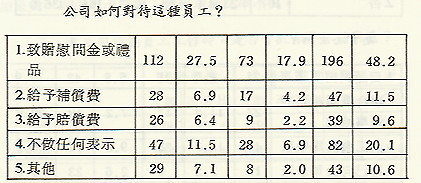 公司如何對待這種員工？
1.致贈慰問金或禮品 112 27.5 73 17.9 196 48.2
2.給予補償費 28 6.9 17 4.2 47 11.5
3.給予賠償費 26 6.4 9 2.2 39 9.6
4.不做任何表示 47 11.5 28 6.9 82 20.1
5.其他 29 7.1 8 2.0 43 10.6